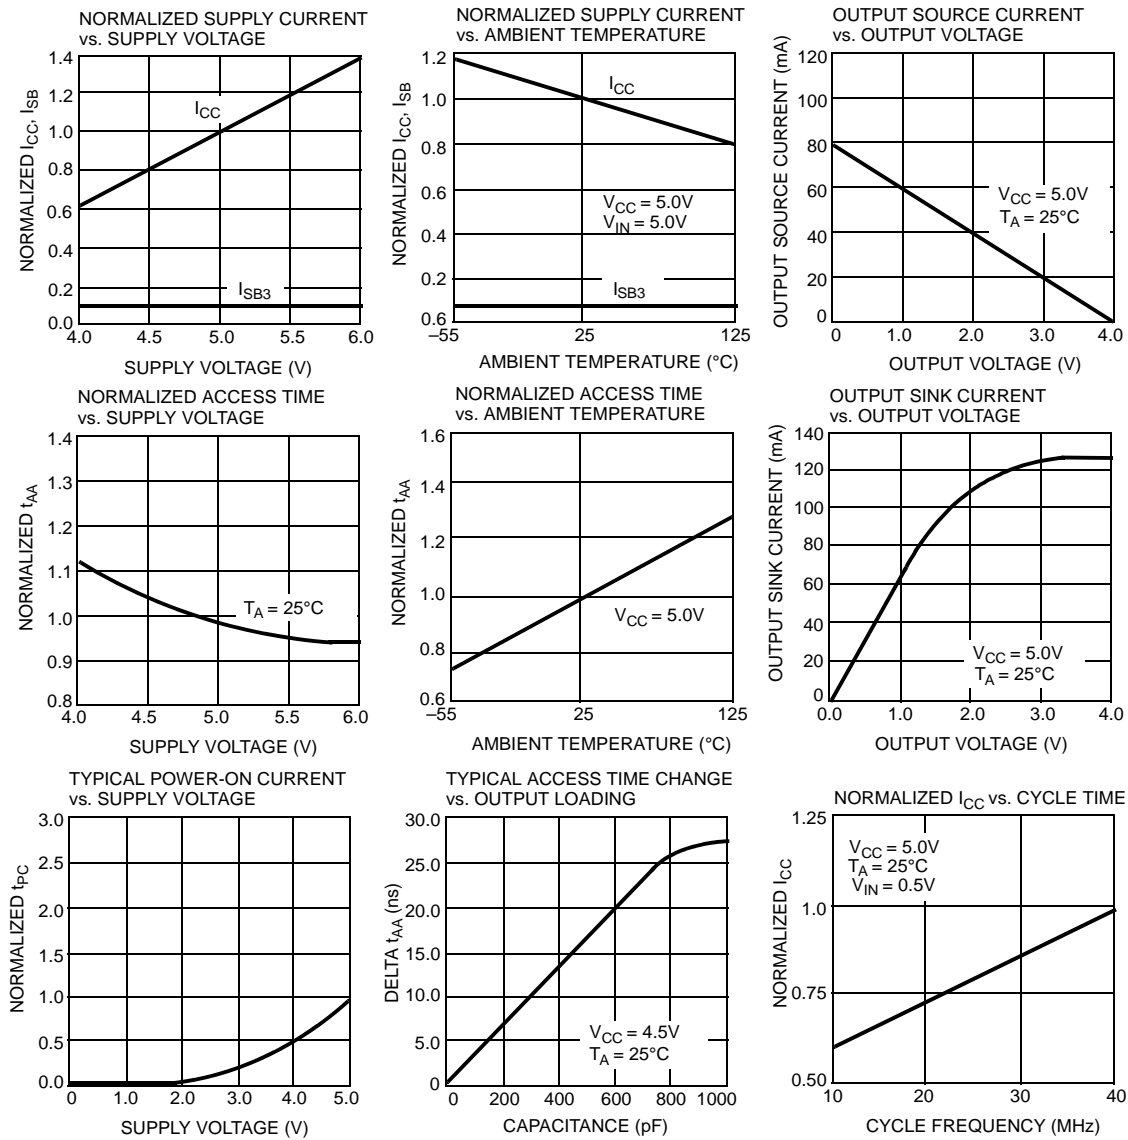 NORMALIZED SUPPLY CURRENT
vs. SUPPLY VOLTAGE
1.4
1.2
1.0
0.8
0.6
0.4
0.2
0.0
NORMALIZED ICC, ISB
ICC
ISB3
4.0 4.5 5.0 5.5 6.0
SUPPLY VOLTAGE (V)
NORMALIZED SUPPLY CURRENT
vs. AMBIENT TEMPERATURE
1.2
1.0
0.8
0.6
0.4
0.2
0.6
NORMALIZED ICC, ISB
ICC
VCC = 5.0V
VIN = 5.0V
ISB3
–55 25 125
AMBIENT TEMPERATURE (°C)
OUTPUT SOURCE CURRENT
vs. OUTPUT VOLTAGE
120
100
80
60
40
20
0
OUTPUT SOURCE CURRENT (mA)
VCC = 5.0V
TA = 25°C
0 1.0 2.0 3.0 4.0
OUTPUT VOLTAGE (V)
NORMALIZED ACCESS TIME
vs. SUPPLY VOLTAGE
1.4
1.3
1.2
1.1
1.0
0.9
0.8
NORMALIZED tAA
TA = 25°C
4.0 4.5 5.0 5.5 6.0
SUPPLY VOLTAGE (V)
NORMALIZED ACCESS TIME
vs. AMBIENT TEMPERATURE
1.6
1.4
1.2
1.0
0.8
0.6
NORMALIZED tAA
VCC = 5.0V
–55 25 125
AMBIENT TEMPERATURE (°C)
OUTPUT SINK CURRENT
vs. OUTPUT VOLTAGE
140
120
100
80
60
40
20
0
OUTPUT SINK CURRENT (mA)
VCC = 5.0V
TA = 25°C
0.0 1.0 2.0 3.0 4.0
OUTPUT VOLTAGE (V)
TYPICAL POWER-ON CURRENT
vs. SUPPLY VOLTAGE
3.0
2.5
2.0
1.5
1.0
0.5
0.0
NORMALIZED tPC
0 1.0 2.0 3.0 4.0 5.0
SUPPLY VOLTAGE (V)
TYPICAL ACCESS TIME CHANGE
vs. OUTPUT LOADING
30.0
25.0
20.0
15.0
10.0
5.0
0
DELTA tAA (ns)
VCC = 4.5V
TA = 25°C
0 200 400 600 800 1000
CAPACITANCE (pF)
NORMALIZED ICC vs. CYCLE TIME
1.25
1.0
0.75
0.50
NORMALIZED ICC
VCC = 5.0V
TA = 25°C
VIN = 0.5V
10 20 30 40
CYCLE FREQUENCY (MHz)